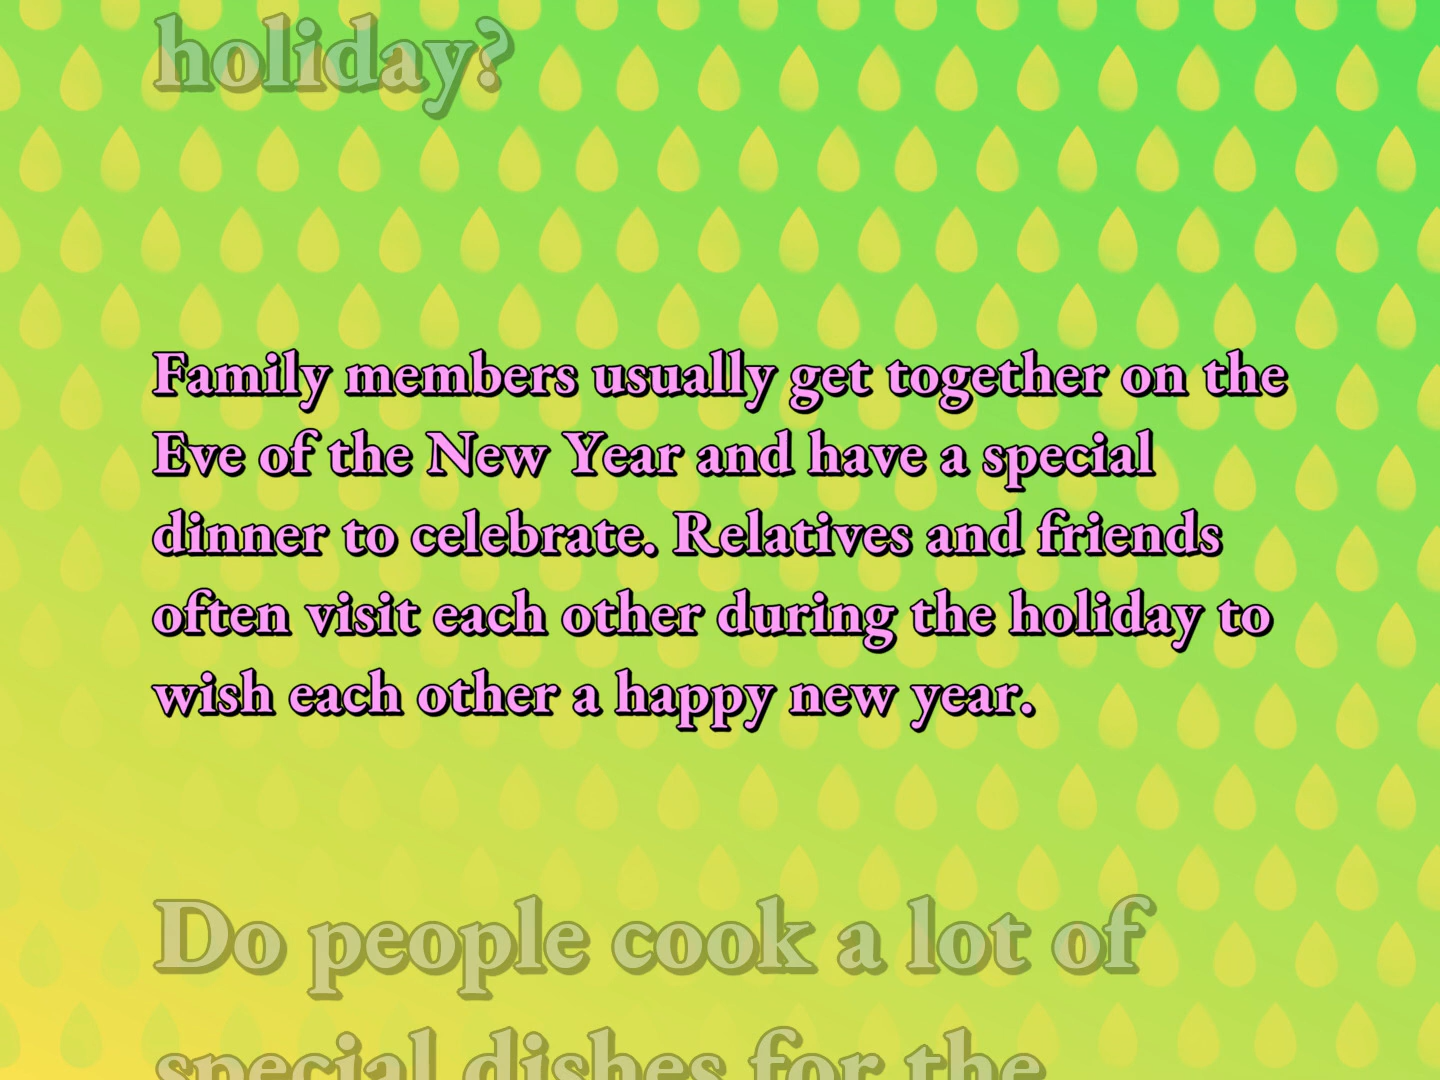 holiday?
Family members usually get together on the
Eve of the New Year and have a special
dinner to celebrate. Relatives and friends
often visit each other during the holiday to
wish each other a happy new year.
Do people cook a lot of
special dishes for the